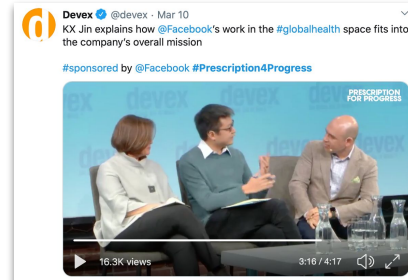 Devex @devex · Mar 10
KX Jin explains how @Facebook's work in the #globalhealth space fits into
the company's overall mission
#sponsored by @Facebook #Prescription4Progress
PRESCRIPTION
FOR PROGRESS
devex
devex
16.3K views
3:16 / 4:17